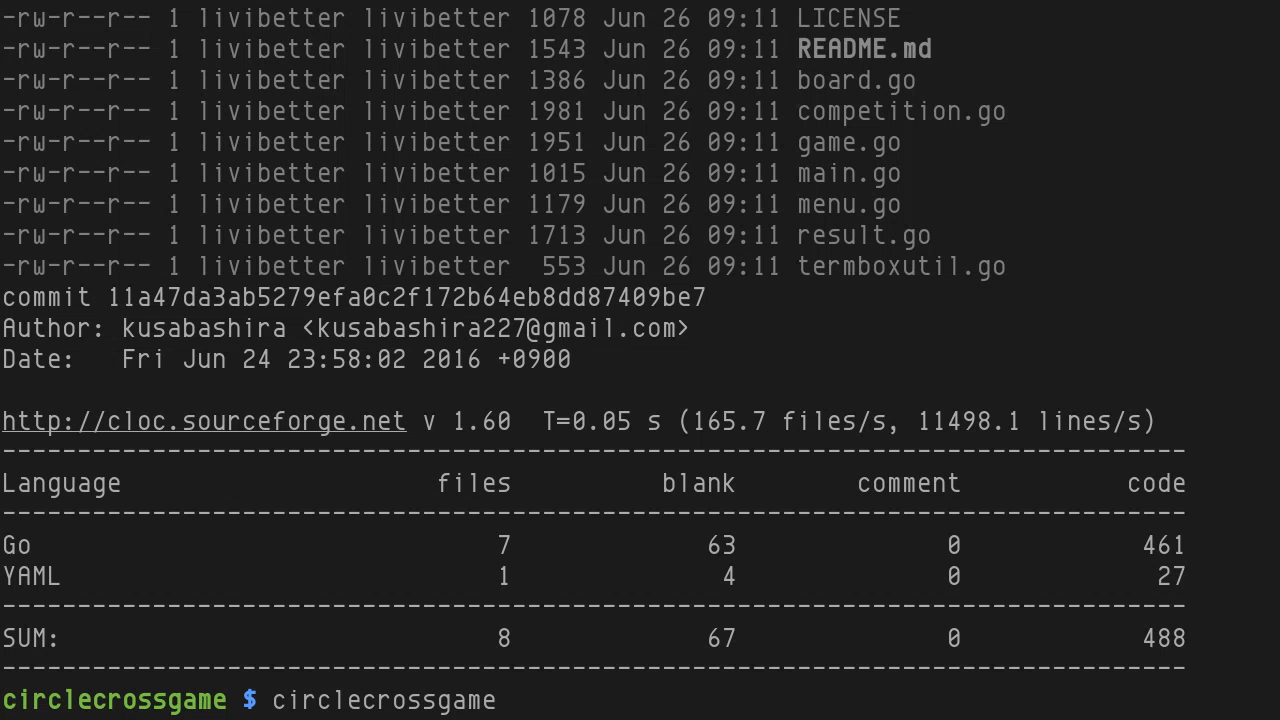 -rw-r--r-- 1 livibetter livibetter 1078 Jun 26 09:11 LICENSE
-rw-r--r-- 1 livibetter livibetter 1543 Jun 26 09:11 README.md
-rw-r--r-- 1 livibetter livibetter 1386 Jun 26 09:11 board.go
-rw-r--r-- 1 livibetter livibetter 1981 Jun 26 09:11 competition.go
-rw-r--r-- 1 livibetter livibetter 1951 Jun 26 09:11 game.go
-rw-r--r-- 1 livibetter livibetter 1015 Jun 26 09:11 main.go
-rw-r--r-- 1 livibetter livibetter 1179 Jun 26 09:11 menu.go
-rw-r--r-- 1 livibetter livibetter 1713 Jun 26 09:11 result.go
-rw-r--r-- 1 livibetter livibetter  553 Jun 26 09:11 termboxutil.go
commit 11a47da3ab5279efa0c2f172b64eb8dd87409be7
Author: kusabashira <kusabashira227@gmail.com>
Date:   Fri Jun 24 23:58:02 2016 +0900
http://cloc.sourceforge.net v 1.60  T=0.05 s (165.7 files/s, 11498.1 lines/s)
-------------------------------------------------------------------------------
Language                     files          blank        comment           code
-------------------------------------------------------------------------------
Go                               7             63              0            461
YAML                             1              4              0             27
-------------------------------------------------------------------------------
SUM:                             8             67              0            488
-------------------------------------------------------------------------------
circlecrossgame $ circlecrossgame